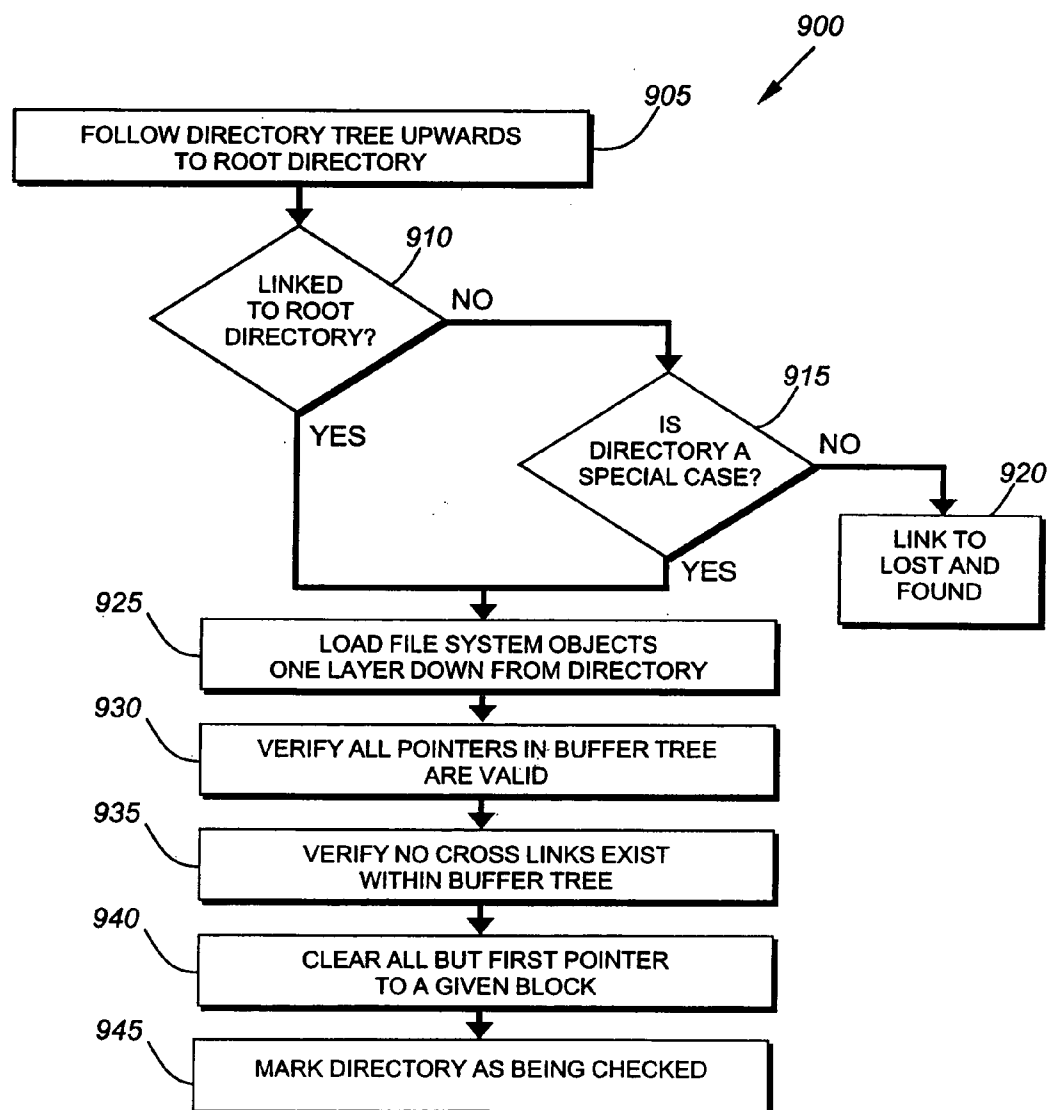 900
905
FOLLOW DIRECTORY TREE UPWARDS
TO ROOT DIRECTORY
910
LINKED
TO ROOT
DIRECTORY?
NO
YES
915
IS
DIRECTORY A
SPECIAL CASE?
NO
YES
920
LINK TO
LOST AND
FOUND
925
LOAD FILE SYSTEM OBJECTS
ONE LAYER DOWN FROM DIRECTORY
930
VERIFY ALL POINTERS IN BUFFER TREE
ARE VALID
935
VERIFY NO CROSS LINKS EXIST
WITHIN BUFFER TREE
940
CLEAR ALL BUT FIRST POINTER
TO A GIVEN BLOCK
945
MARK DIRECTORY AS BEING CHECKED